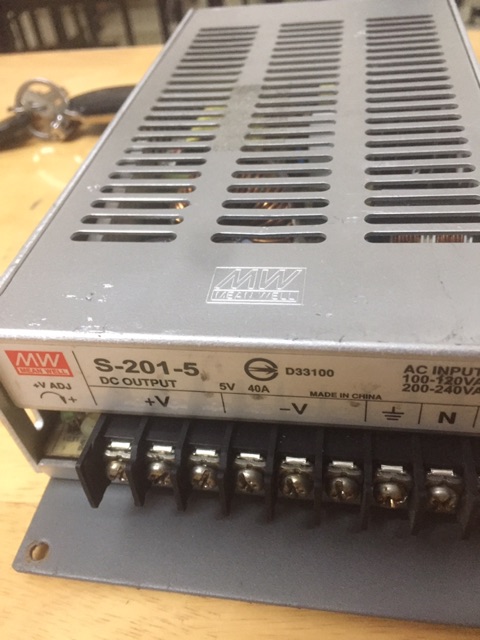 MW
MEAN WELL
MW
MEAN WELL
S-201-5
D33100
AC INPUT
100-120VA
200-240VA
DC OUTPUT
5V 40A
MADE IN CHINA
+V ADJ
+
+V
-V
N